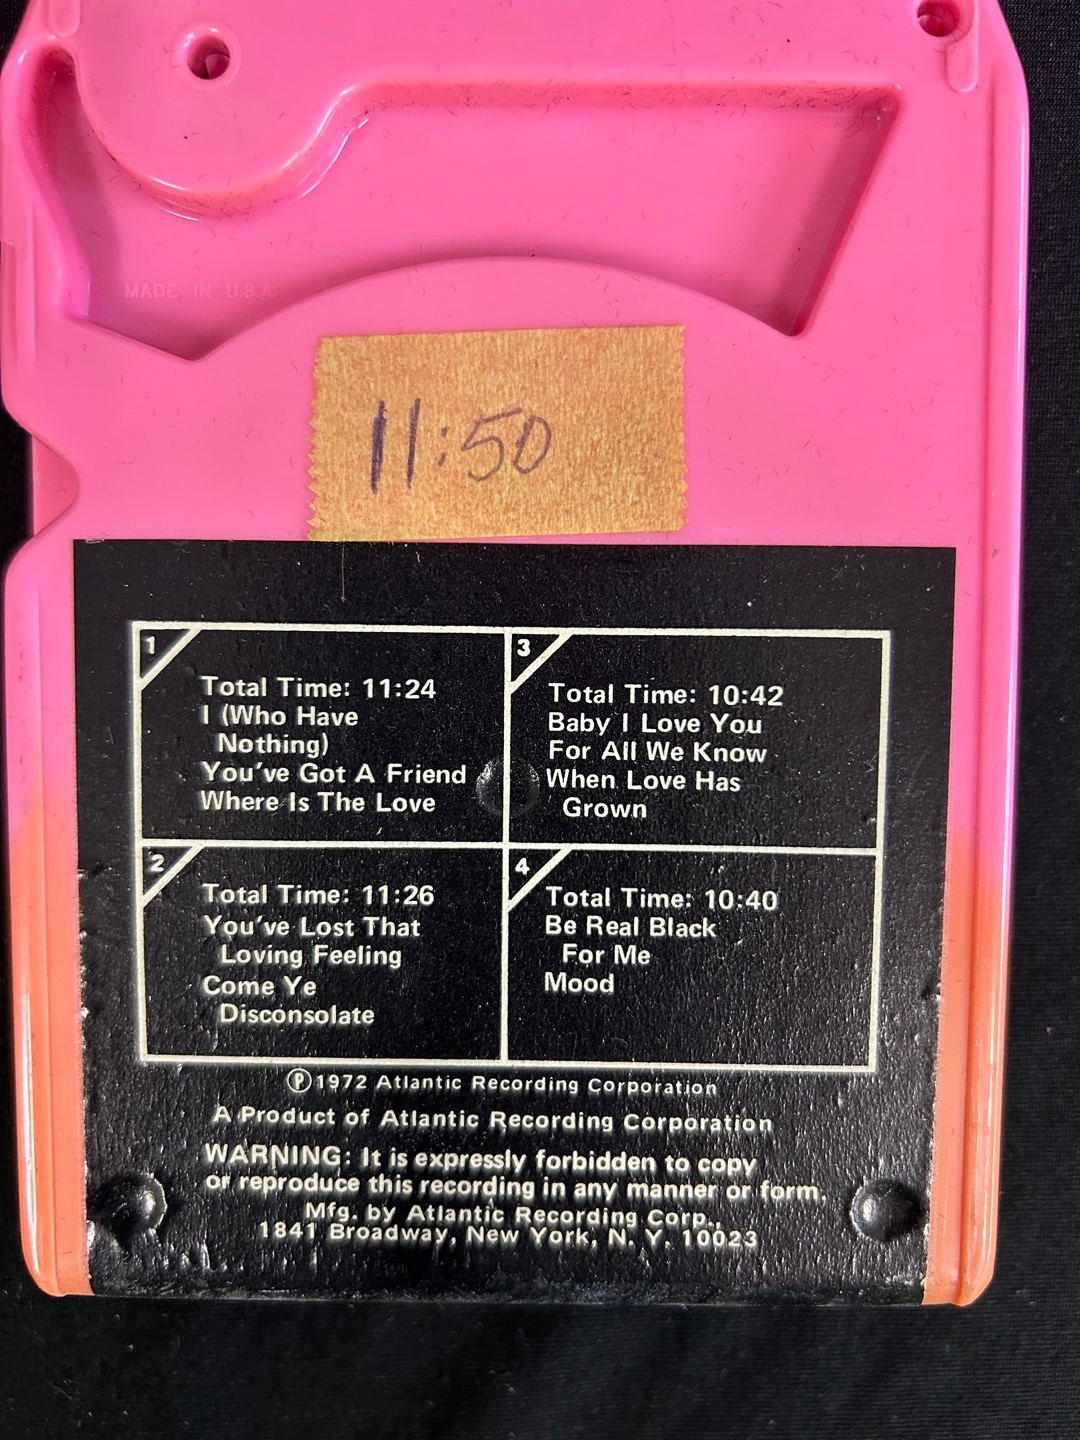 MADE IN U.S.A.
11:50
1
Total Time: 11:24
I (Who Have
Nothing)
You've Got A Friend
Where Is The Love
2
Total Time: 11:26
You've Lost That
Loving Feeling
Come Ye
Disconsolate
3
Total Time: 10:42
Baby I Love You
For All We Know
When Love Has
Grown
4
Total Time: 10:40
Be Real Black
For Me
Mood
Ⓟ1972 Atlantic Recording Corporation
A Product of Atlantic Recording Corporation
WARNING: It is expressly forbidden to copy
or reproduce this recording in any manner or form.
Mfg. by Atlantic Recording Corp.,
1841 Broadway, New York, N. Y. 10023